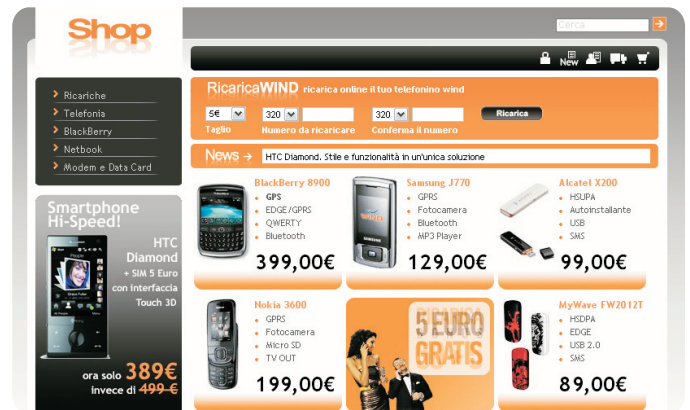 Shop
Cerca
New
Ricariche
Telefonia
BlackBerry
Netbook
Modem e Data Card
RicaricaWIND ricarica online il tuo telefonino wind
5€ 320 320 Ricarica
Taglio Numero da ricaricare Conferma il numero
News HTC Diamond. Stile e funzionalità in un'unica soluzione
Smartphone
Hi-Speed!
HTC
Diamond
+ SIM 5 Euro
con interfaccia
Touch 3D
ora solo 389€
invece di 499 €
BlackBerry 8900
GPS
EDGE/GPRS
QWERTY
Bluetooth
399,00€
Samsung J770
GPRS
Fotocamera
Bluetooth
MP3 Player
129,00€
Alcatel X200
HSUPA
Autoinstallante
USB
SMS
99,00€
Nokia 3600
GPRS
Fotocamera
Micro SD
TV OUT
199,00€
5 EURO
GRATIS
MyWave FW2012T
HSDPA
EDGE
USB 2.0
SMS
89,00€